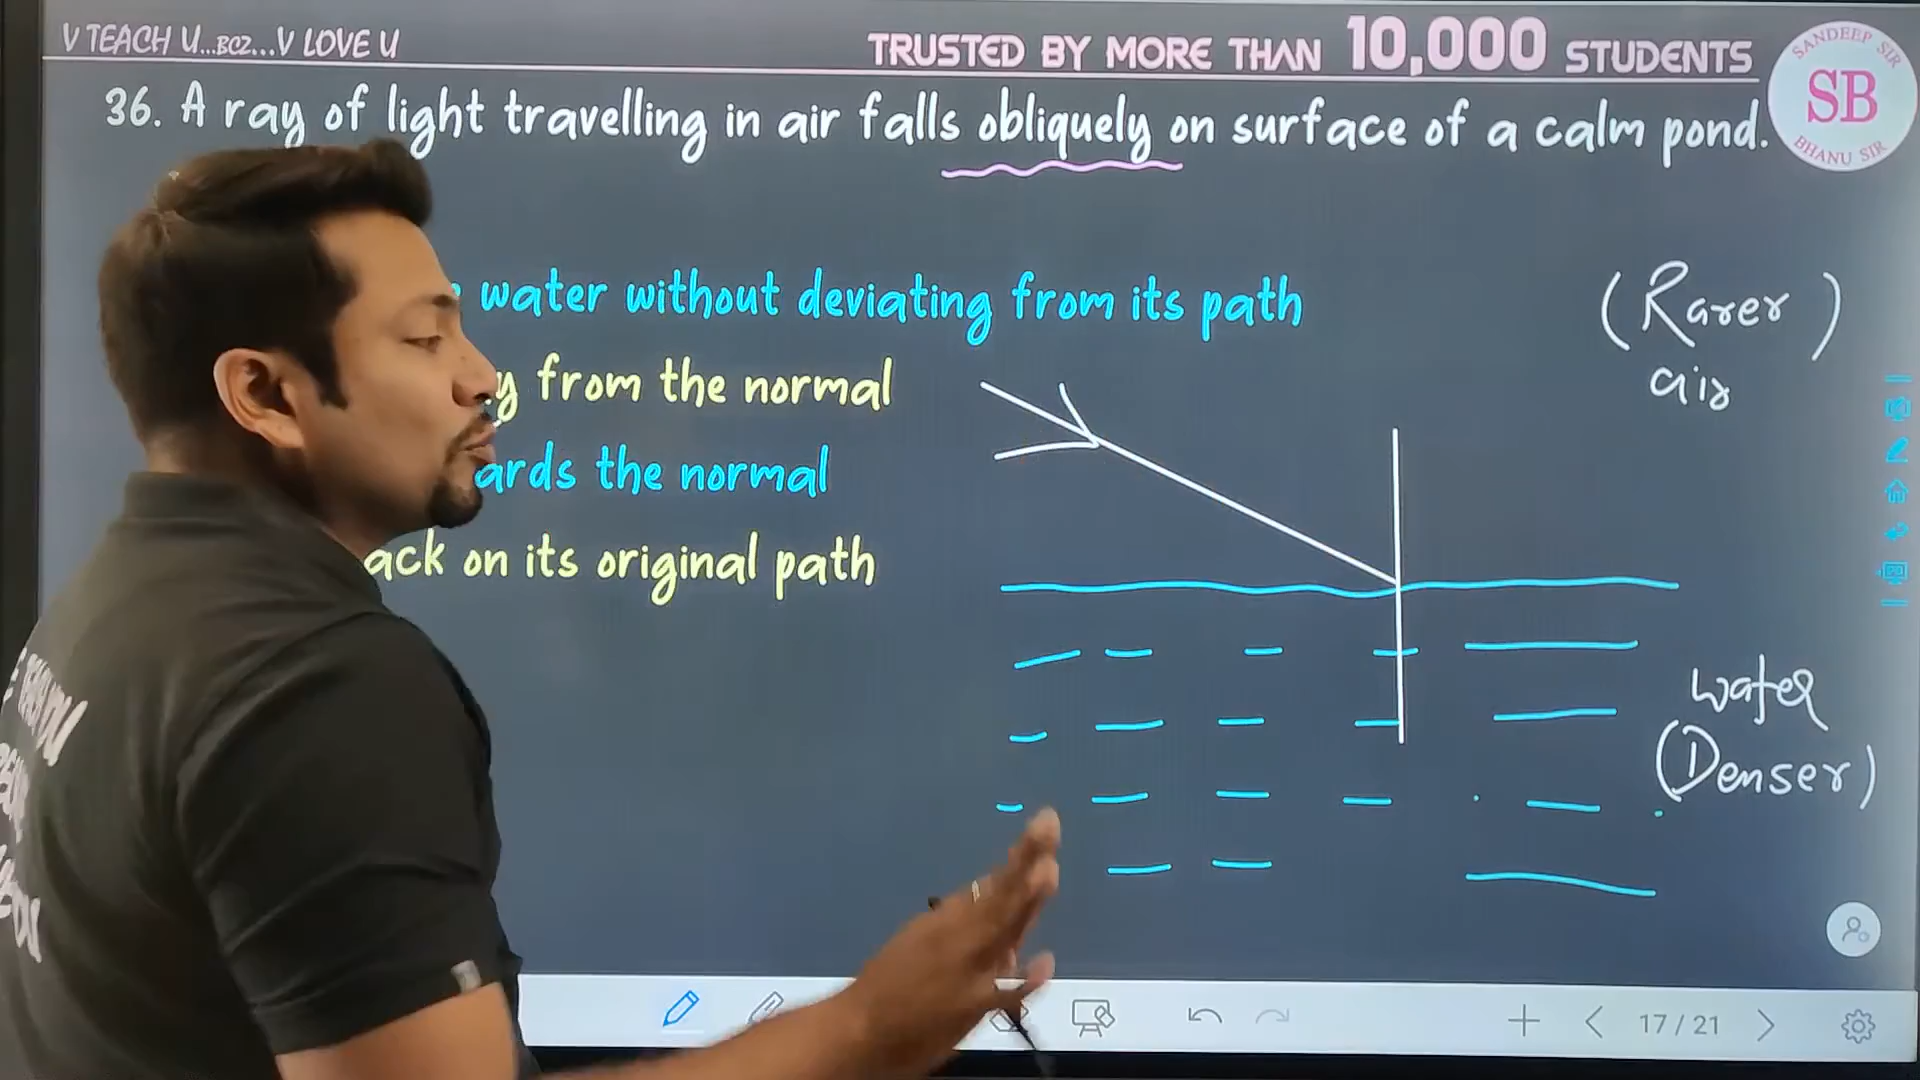 V TEACH U...BCZ...V LOVE U
TRUSTED BY MORE THAN 10,000 STUDENTS
SANDEEP SIR
SB
BHANU SIR
36. A ray of light travelling in air falls obliquely on surface of a calm pond.
water without deviating from its path
y from the normal
ards the normal
ack on its original path
(Rarer)
air
water
(Denser)
17 / 21